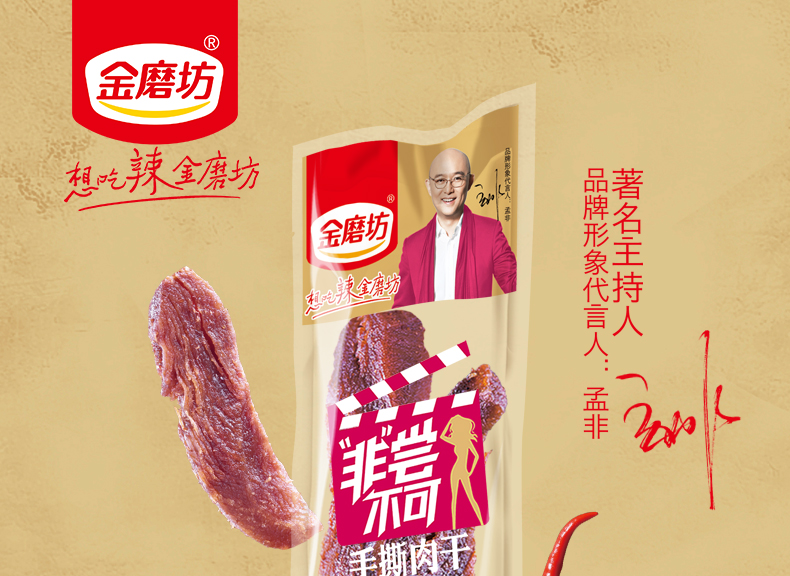 金磨坊®
想吃辣金磨坊
金磨坊®
想吃辣金磨坊
品牌形象代言人：孟非
"非"尝
不可
手撕肉干
著名主持人
品牌形象代言人：孟非